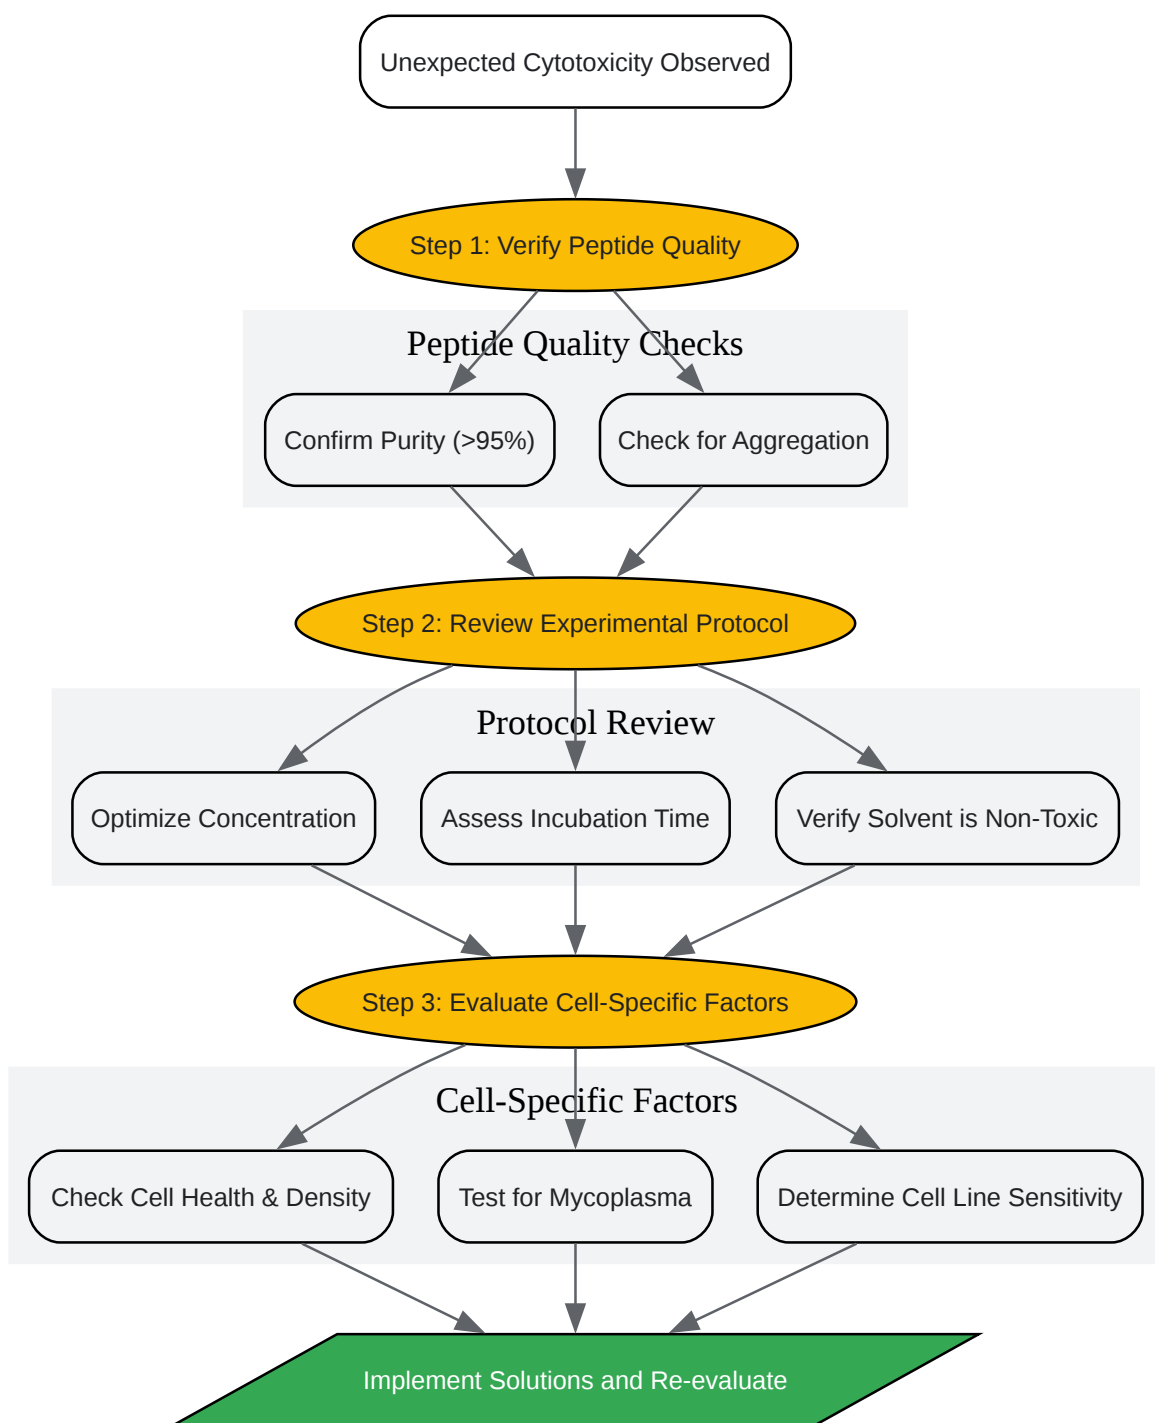 Unexpected Cytotoxicity Observed
Step 1: Verify Peptide Quality
Peptide Quality Checks
Confirm Purity (>95%)
Check for Aggregation
Step 2: Review Experimental Protocol
Protocol Review
Optimize Concentration
Assess Incubation Time
Verify Solvent is Non-Toxic
Step 3: Evaluate Cell-Specific Factors
Cell-Specific Factors
Check Cell Health & Density
Test for Mycoplasma
Determine Cell Line Sensitivity
Implement Solutions and Re-evaluate